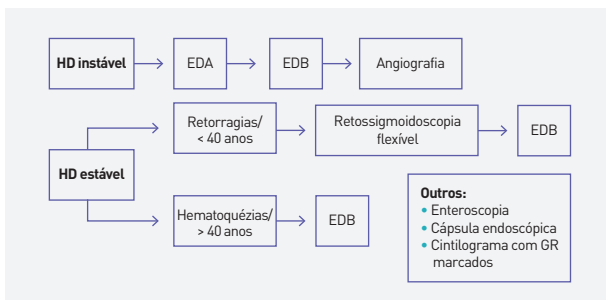 HD instável
EDA
EDB
Angiografia
HD estável
Retorragias/
< 40 anos
Retossigmoidoscopia
flexível
EDB
Hematoquézias/
> 40 anos
EDB
Outros:
• Enteroscopia
• Cápsula endoscópica
• Cintilograma com GR
marcados